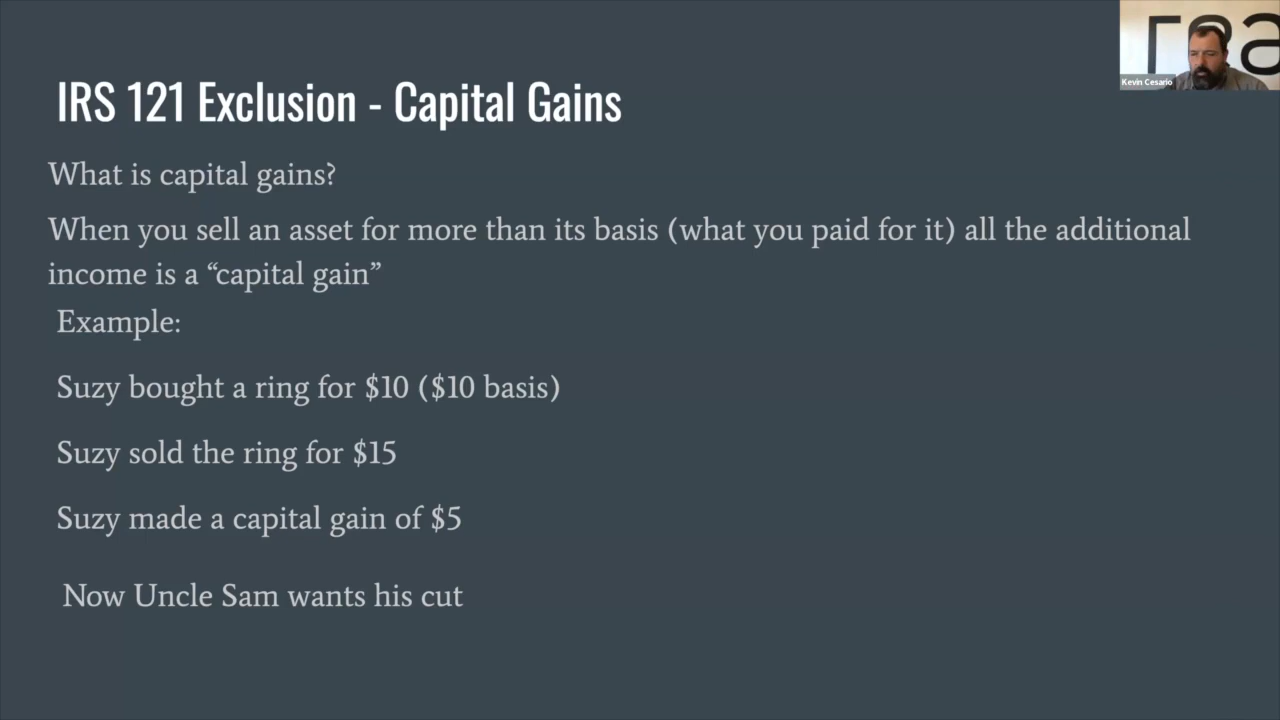 IRS 121 Exclusion - Capital Gains
What is capital gains?
When you sell an asset for more than its basis (what you paid for it) all the additional
income is a “capital gain”
Example:
Suzy bought a ring for $10 ($10 basis)
Suzy sold the ring for $15
Suzy made a capital gain of $5
Now Uncle Sam wants his cut
Kevin Cesario